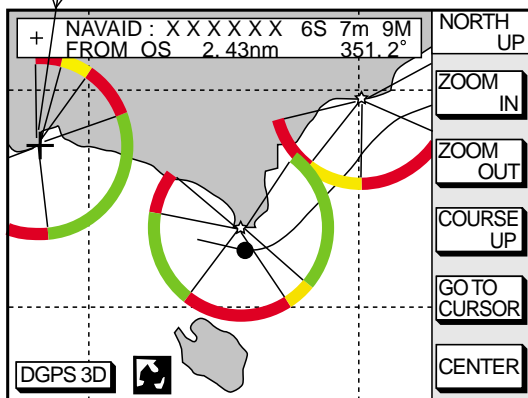 + NAVAID : X X X X X X 6S 7m 9M
FROM OS 2. 43nm 351. 2°
NORTH
UP
ZOOM
IN
ZOOM
OUT
COURSE
UP
GO TO
CURSOR
CENTER
DGPS 3D